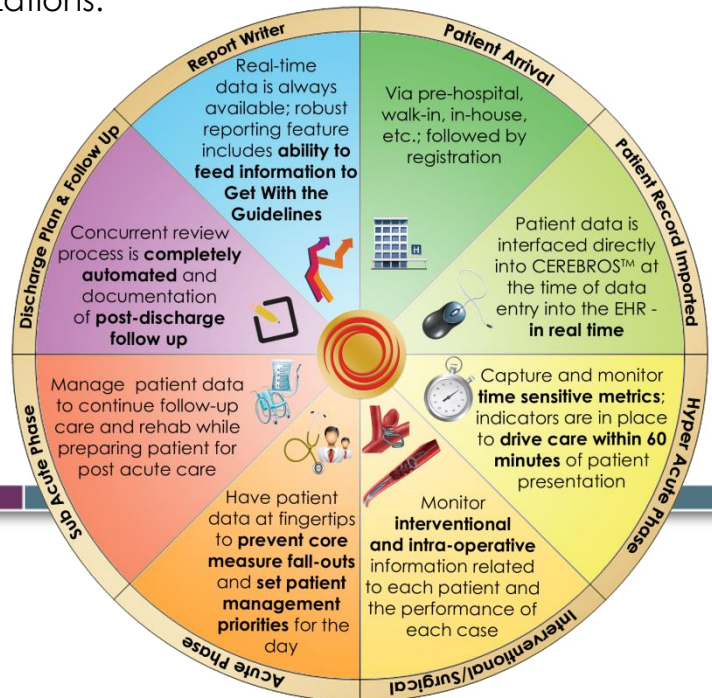 Report Writer
Real-time
data is always
available; robust
reporting feature
includes ability to
feed information to
Get With the
Guidelines
Patient Arrival
Via pre-hospital,
walk-in, in-house,
etc.; followed by
registration
H
Patient Record Imported
Patient data is
interfaced directly
into CEREBROS™ at
the time of data
entry into the EHR -
in real time
Hyper Acute Phase
Capture and monitor
time sensitive metrics;
indicators are in place
to drive care within 60
minutes of patient
presentation
Interventional/Surgical
Monitor
interventional
and intra-operative
information related
to each patient and
the performance of
each case
Acute Phase
Have patient
data at fingertips
to prevent core
measure fall-outs
and set patient
management
priorities for the
day
Sub Acute Phase
Manage patient data
to continue follow-up
care and rehab while
preparing patient for
post acute care
Discharge Plan & Follow Up
Concurrent review
process is completely
automated and
documentation
of post-discharge
follow up